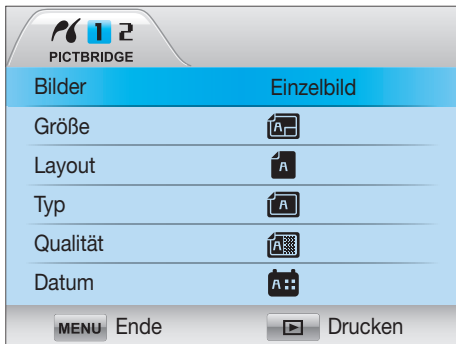 1 2
PICTBRIDGE
Bilder Einzelbild
Größe A
Layout A
Typ A
Qualität A
Datum A
MENU Ende Drucken